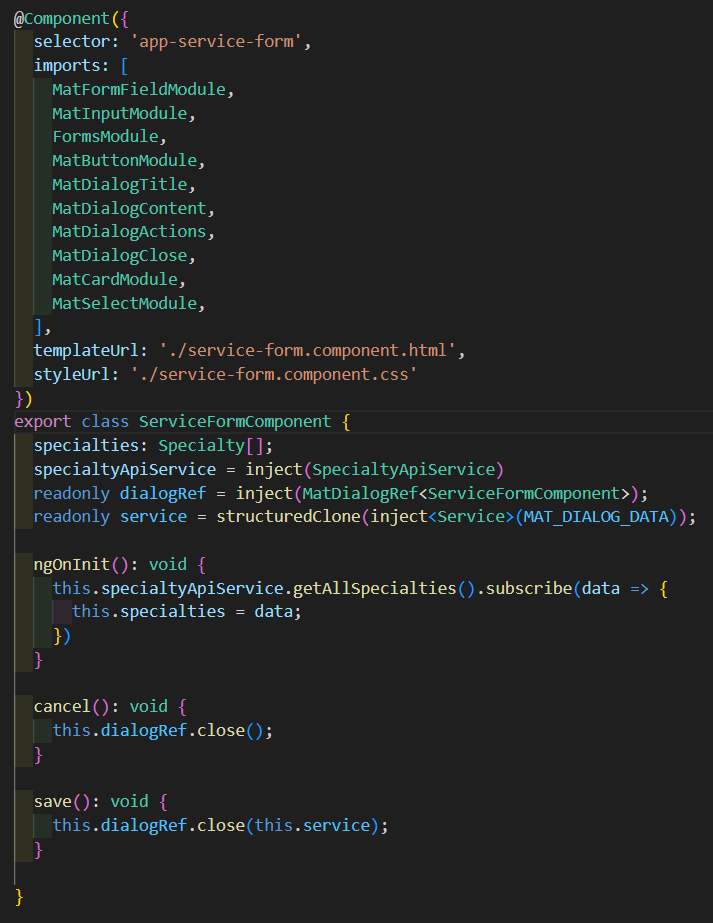 @Component({
  selector: 'app-service-form',
  imports: [
    MatFormFieldModule,
    MatInputModule,
    FormsModule,
    MatButtonModule,
    MatDialogTitle,
    MatDialogContent,
    MatDialogActions,
    MatDialogClose,
    MatCardModule,
    MatSelectModule,
  ],
  templateUrl: './service-form.component.html',
  styleUrl: './service-form.component.css'
})
export class ServiceFormComponent {
  specialties: Specialty[];
  specialtyApiService = inject(SpecialtyApiService)
  readonly dialogRef = inject(MatDialogRef<ServiceFormComponent>);
  readonly service = structuredClone(inject<Service>(MAT_DIALOG_DATA));

  ngOnInit(): void {
    this.specialtyApiService.getAllSpecialties().subscribe(data => {
      this.specialties = data;
    })
  }

  cancel(): void {
    this.dialogRef.close();
  }

  save(): void {
    this.dialogRef.close(this.service);
  }

}